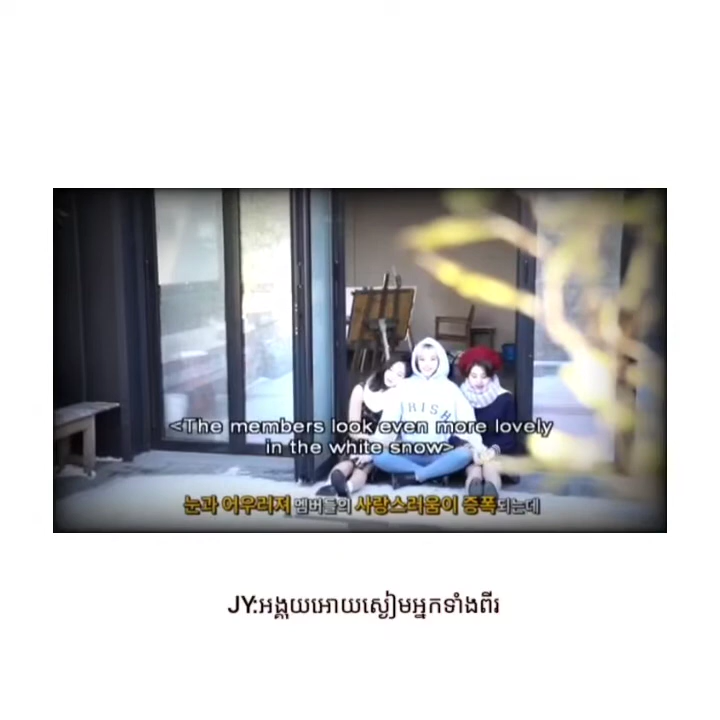 RISH
<The members look even more lovely
in the white snow>
눈과 어우러져 멤버들의 사랑스러움이 증폭되는데
JY:អង្គុយអោយស្ងៀមអ្នកទាំងពីរ